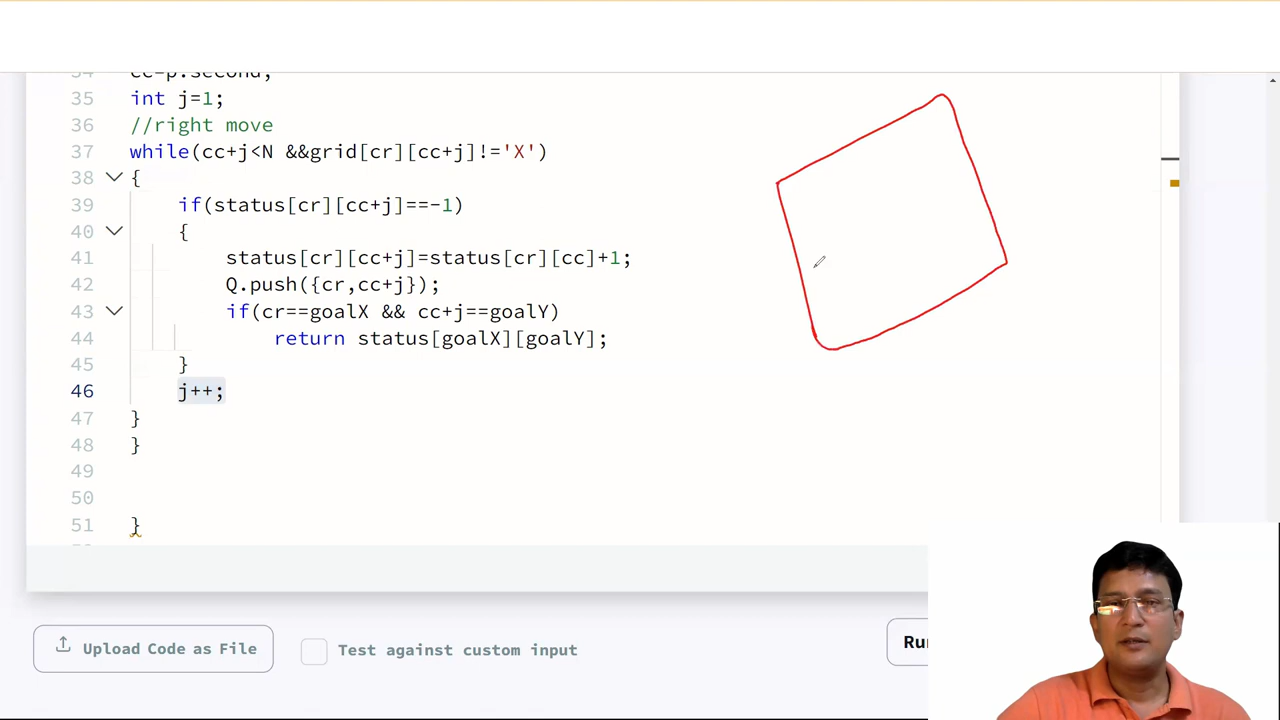 34 cc=p.second;
35 int j=1;
36 //right move
37 while(cc+j<N &&grid[cr][cc+j]!='X')
38 {
39 if(status[cr][cc+j]==-1)
40 {
41 status[cr][cc+j]=status[cr][cc]+1;
42 Q.push({cr,cc+j});
43 if(cr==goalX && cc+j==goalY)
44 return status[goalX][goalY];
45 }
46 j++;
47 }
48 }
49
50
51 }
Upload Code as File
Test against custom input
Ru